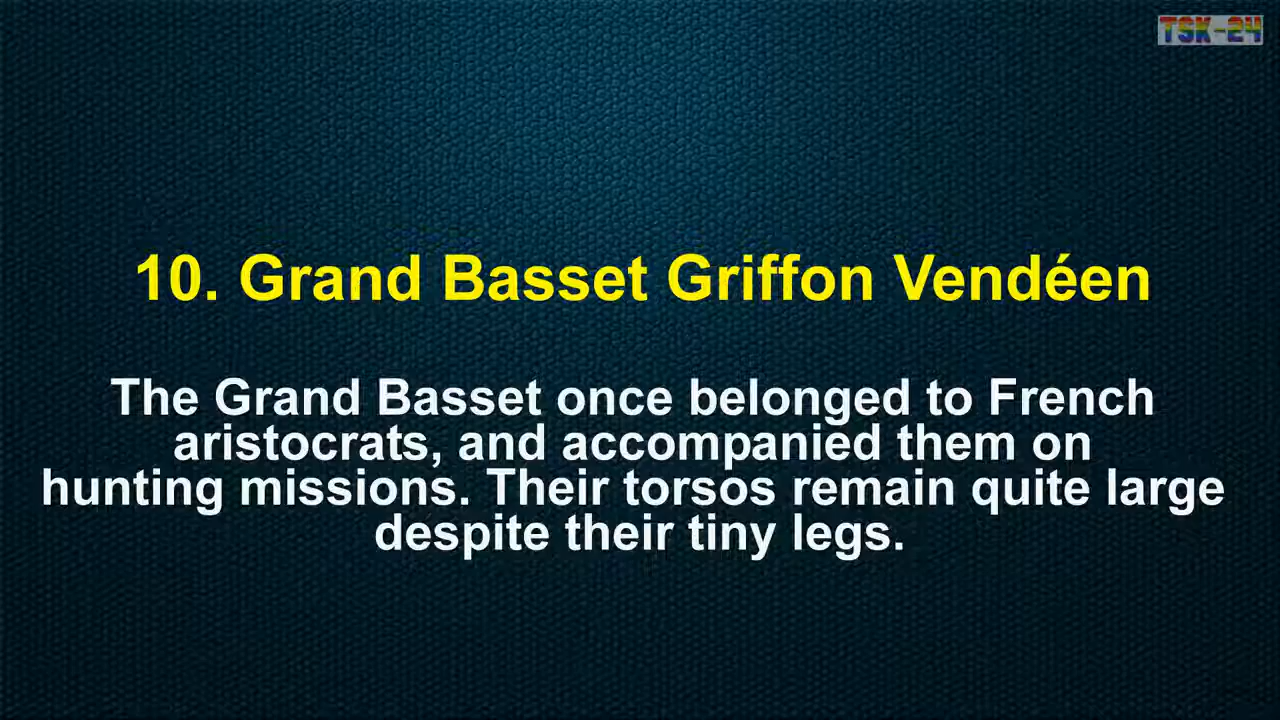 TSK-24
10. Grand Basset Griffon Vendéen
The Grand Basset once belonged to French
aristocrats, and accompanied them on
hunting missions. Their torsos remain quite large
despite their tiny legs.